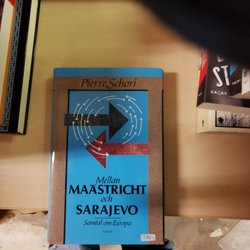 Pierre Schori
Mellan
MAASTRICHT
och
SARAJEVO
Samtal om Europa